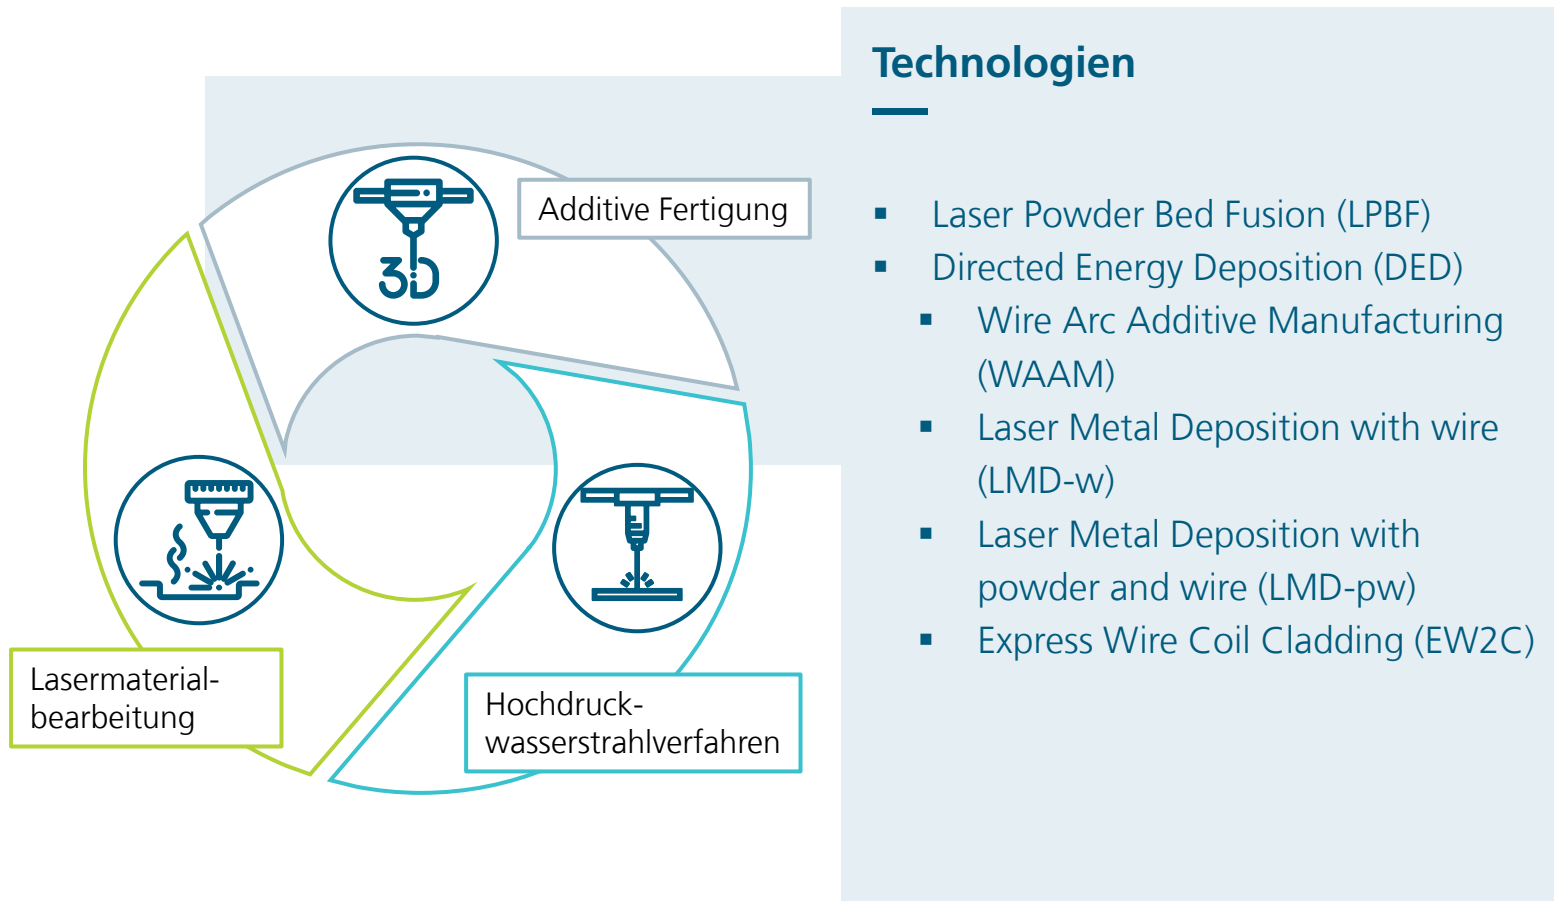 Technologien
Additive Fertigung
3D
Lasermaterial-
bearbeitung
Hochdruck-
wasserstrahlverfahren
▪ Laser Powder Bed Fusion (LPBF)
▪ Directed Energy Deposition (DED)
▪ Wire Arc Additive Manufacturing
(WAAM)
▪ Laser Metal Deposition with wire
(LMD-w)
▪ Laser Metal Deposition with
powder and wire (LMD-pw)
▪ Express Wire Coil Cladding (EW2C)